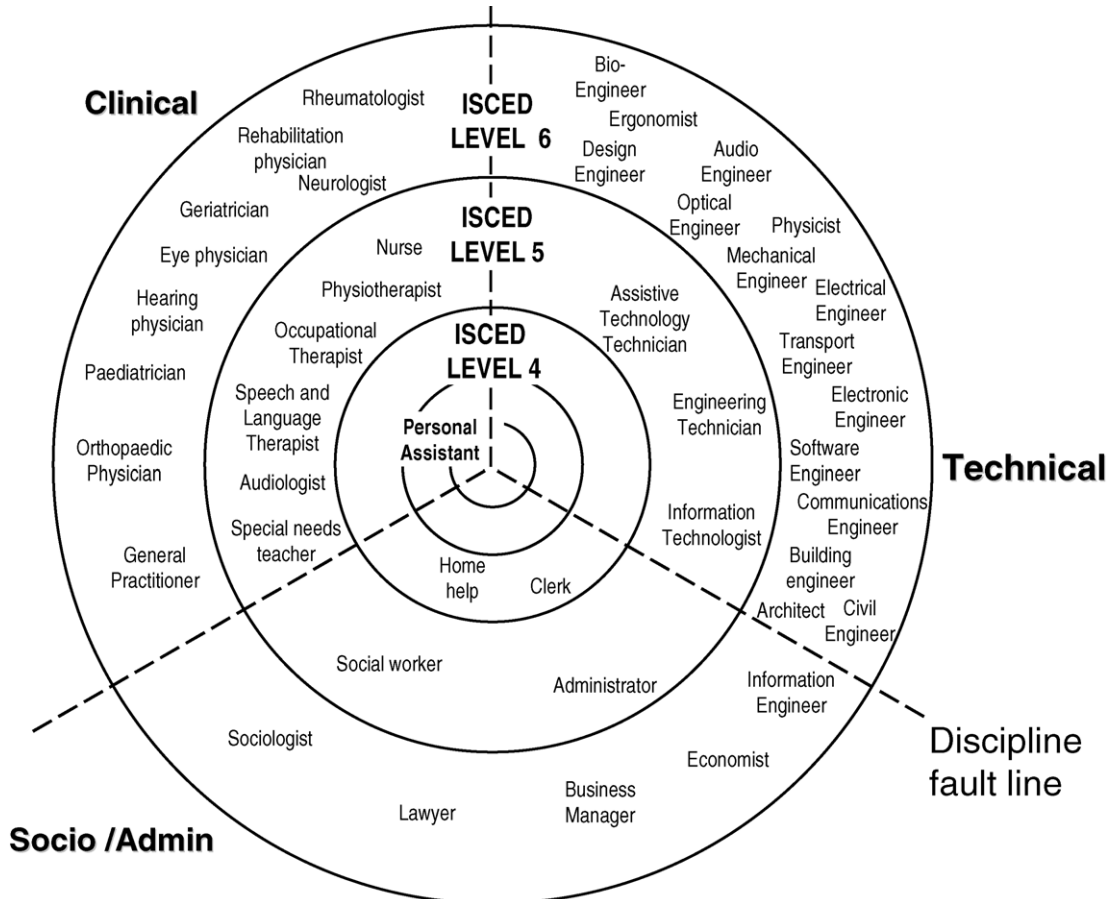 Clinical
Rheumatologist
Rehabilitation
physician
Neurologist
Geriatrician
Eye physician
Hearing
physician
Paediatrician
Orthopaedic
Physician
General
Practitioner
ISCED
LEVEL 6
ISCED
LEVEL 5
ISCED
LEVEL 4
Nurse
Physiotherapist
Occupational
Therapist
Speech and
Language
Therapist
Audiologist
Special needs
teacher
Personal
Assistant
Bio-
Engineer
Ergonomist
Design
Engineer
Audio
Engineer
Optical
Engineer
Physicist
Mechanical
Engineer
Electrical
Engineer
Transport
Engineer
Electronic
Engineer
Software
Engineer
Communications
Engineer
Building
engineer
Architect
Civil
Engineer
Assistive
Technology
Technician
Engineering
Technician
Information
Technologist
Technical
Home
help
Clerk
Social worker
Administrator
Information
Engineer
Sociologist
Economist
Business
Manager
Lawyer
Discipline
fault line
Socio /Admin